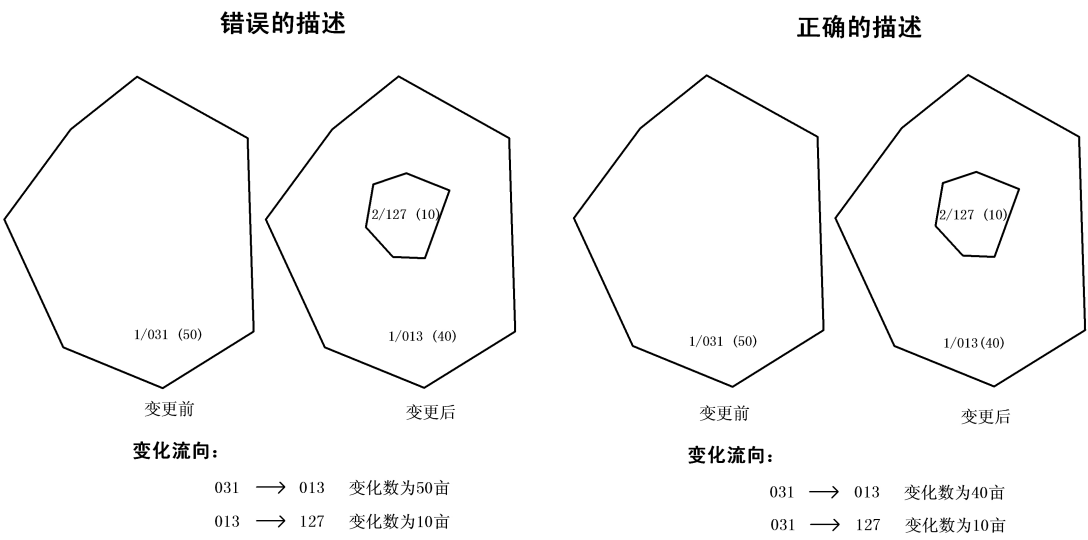 错误的描述
2/127 (10)
1/031 (50)
1/013 (40)
变更前
变更后
变化流向:
031 → 013 变化数为50亩
013 → 127 变化数为10亩
正确的描述
2/127 (10)
1/031 (50)
1/013(40)
变更前
变更后
变化流向:
031 → 013 变化数为40亩
031 → 127 变化数为10亩